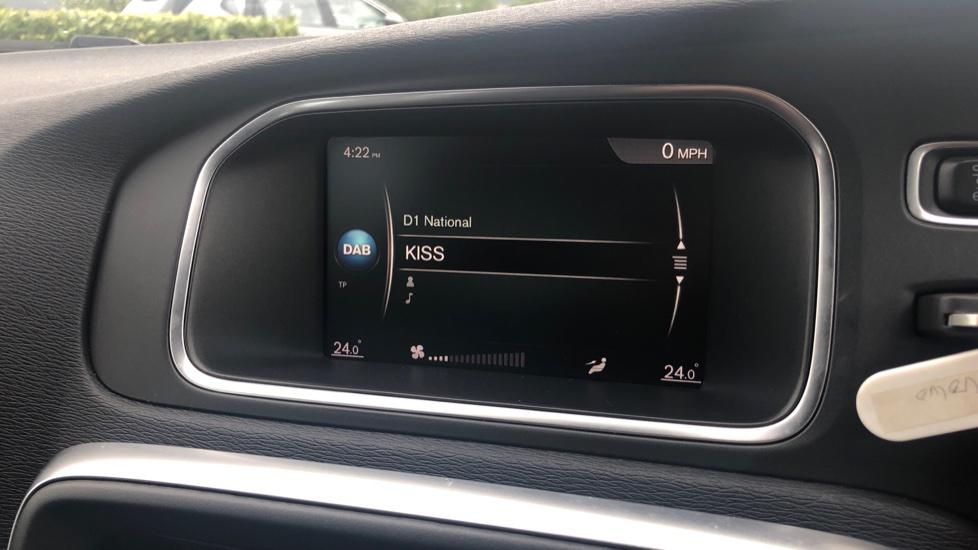 4:22 PM
0 MPH
D1 National
DAB
KISS
TP
24.0°
24.0°